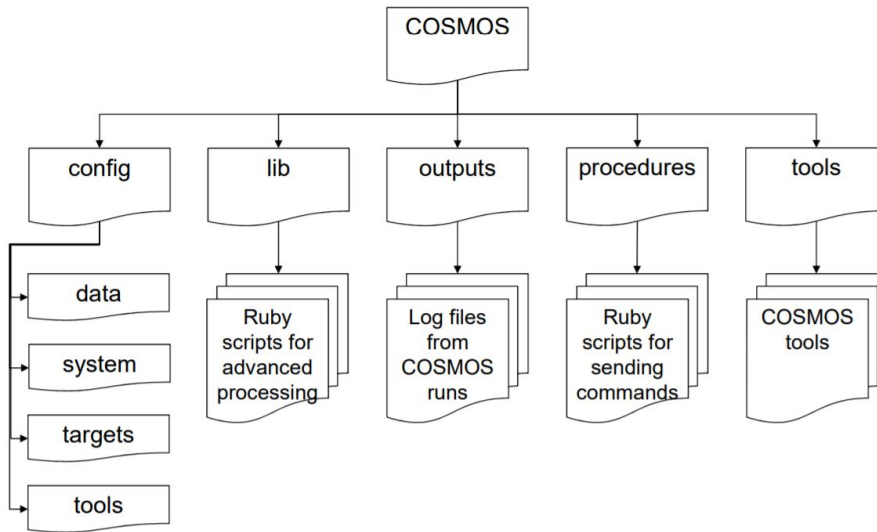 COSMOS
config
lib
outputs
procedures
tools
data
system
targets
tools
Ruby
scripts for
advanced
processing
Log files
from
COSMOS
runs
Ruby
scripts for
sending
commands
COSMOS
tools